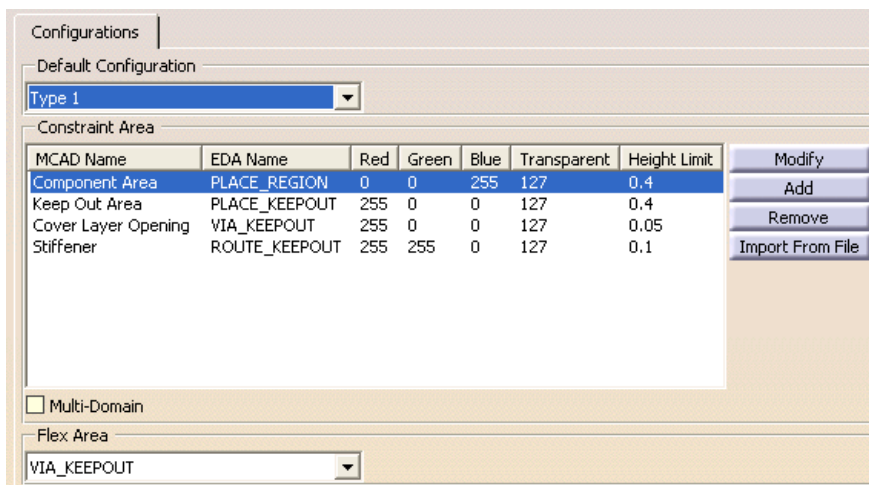 Configurations
Default Configuration
Type 1
Constraint Area
MCAD Name EDA Name Red Green Blue Transparent Height Limit Modify
Component Area PLACE_REGION 0 0 255 127 0.4 Add
Keep Out Area PLACE_KEEPOUT 255 0 0 127 0.4
Cover Layer Opening VIA_KEEPOUT 255 0 0 127 0.05 Remove
Stiffener ROUTE_KEEPOUT 255 255 0 127 0.1 Import From File
Multi-Domain
Flex Area
VIA_KEEPOUT